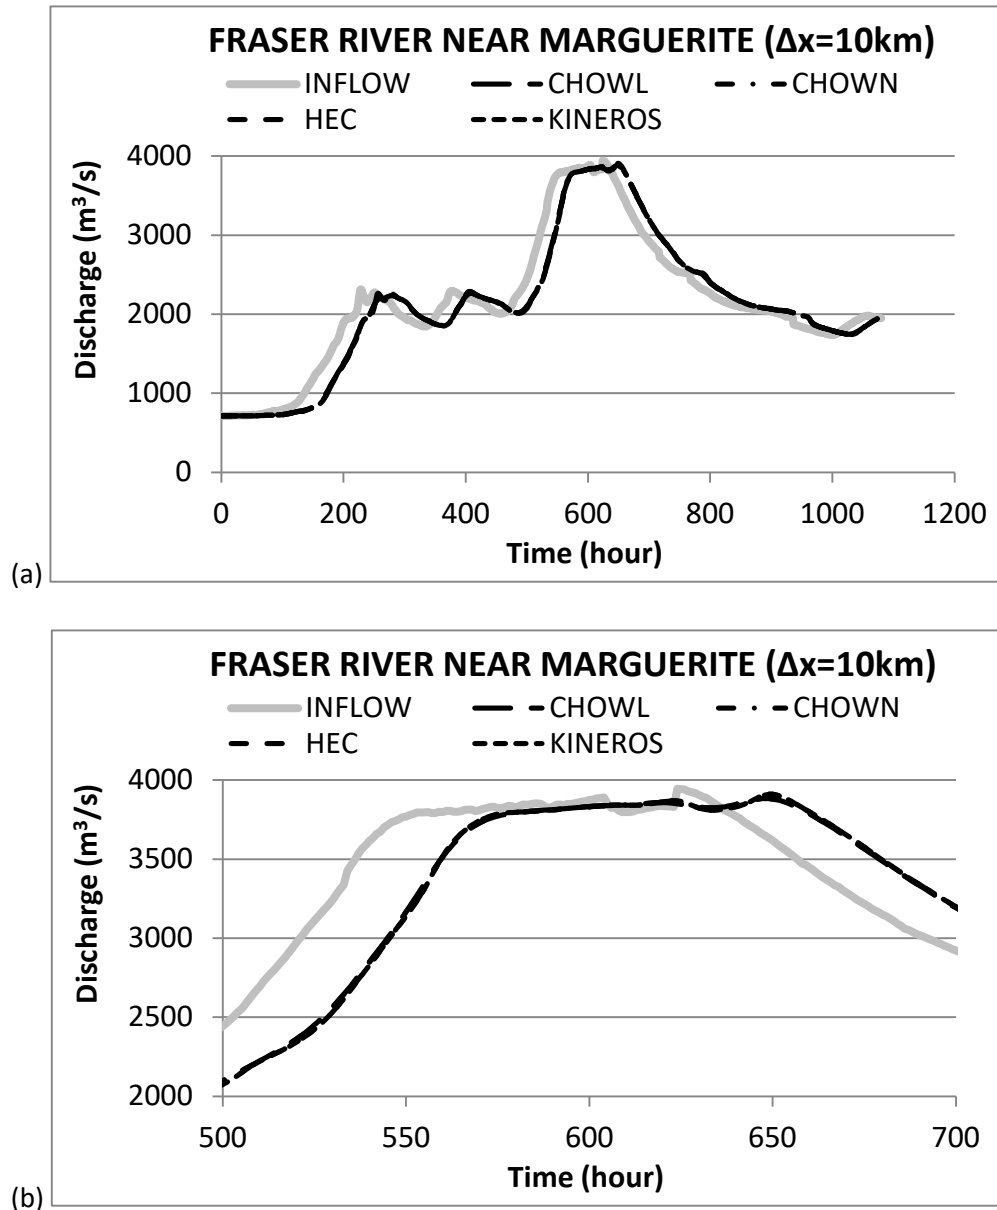 FRASER RIVER NEAR MARGUERITE (Δx=10km)
INFLOW CHOWL CHOWN
HEC KINEROS
4000
3000
2000
1000
0
Discharge (m³/s)
0 200 400 600 800 1000 1200
Time (hour)
(a)
FRASER RIVER NEAR MARGUERITE (Δx=10km)
INFLOW CHOWL CHOWN
HEC KINEROS
4000
3500
3000
2500
2000
Discharge (m³/s)
500 550 600 650 700
Time (hour)
(b)